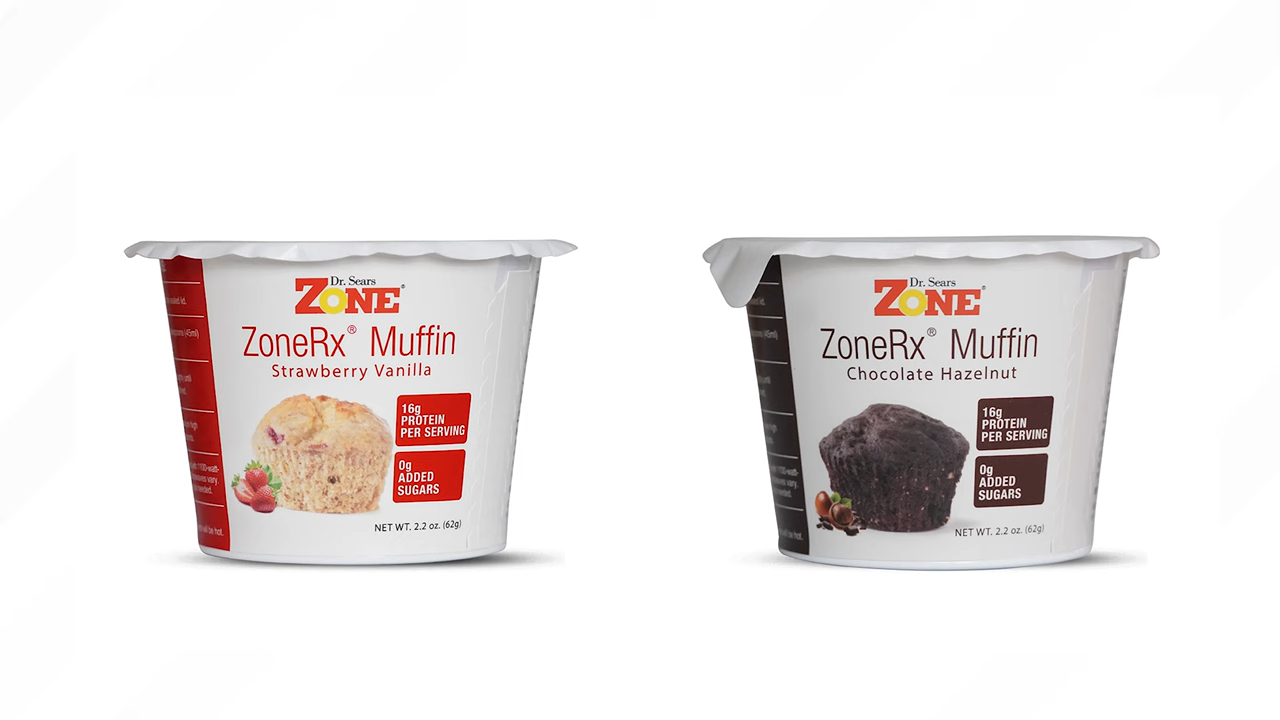 Dr. Sears
ZONE®
ZoneRx® Muffin
Strawberry Vanilla
16g
PROTEIN
PER SERVING
0g
ADDED
SUGARS
NET WT. 2.2 oz. (62g)
Dr. Sears
ZONE®
ZoneRx® Muffin
Chocolate Hazelnut
16g
PROTEIN
PER SERVING
0g
ADDED
SUGARS
NET WT. 2.2 oz. (62g)